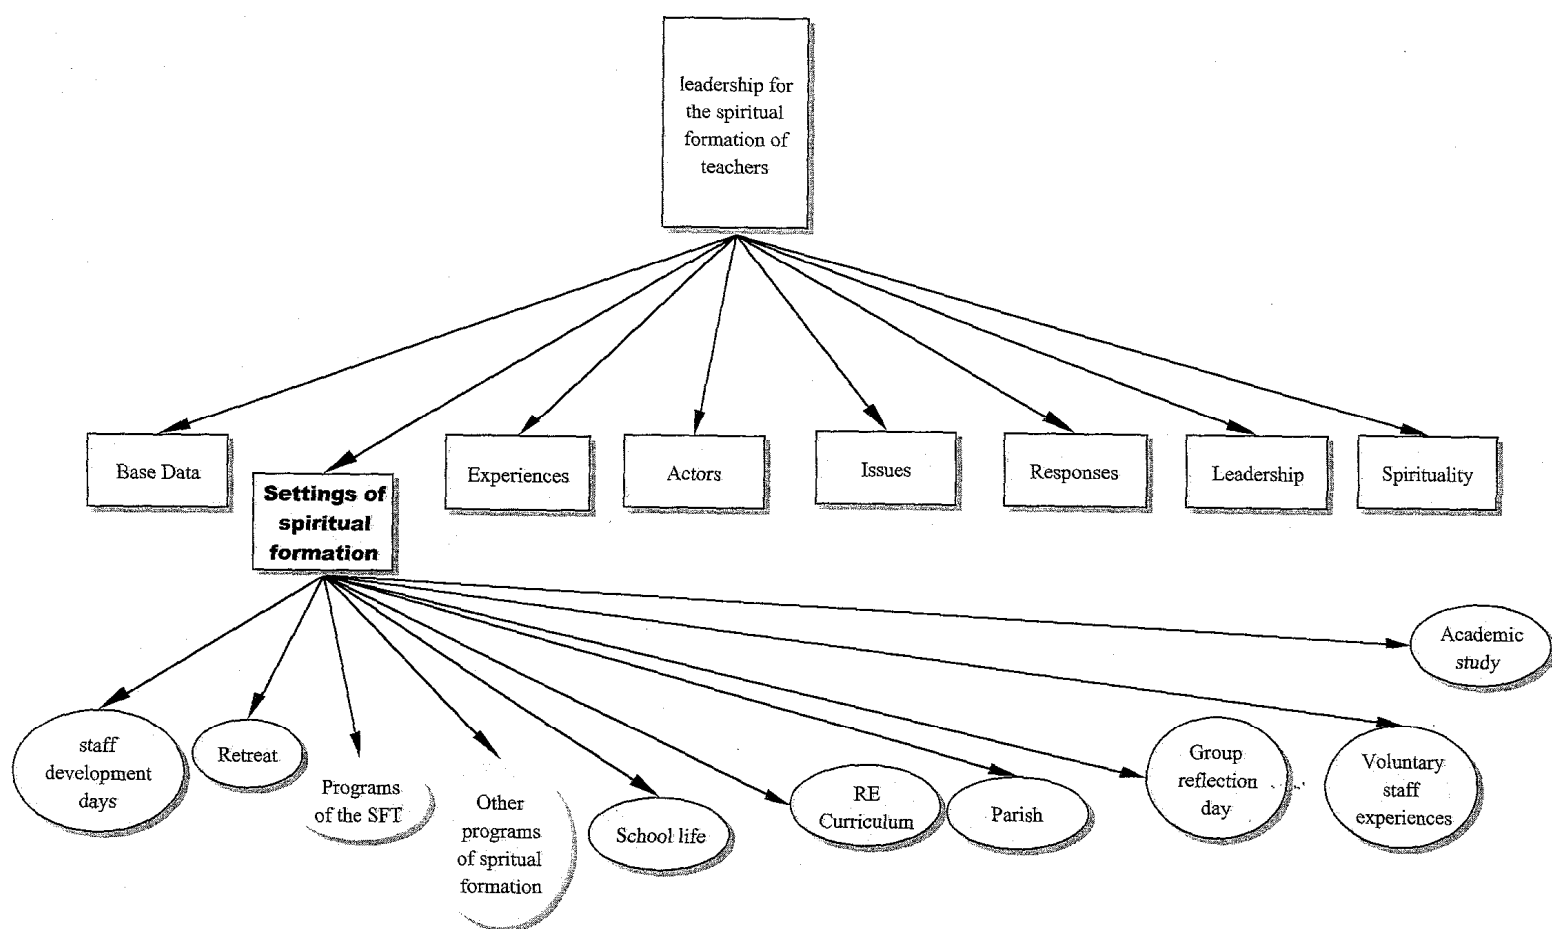 leadership for
the spiritual
formation of
teachers
Base Data
Settings of
spiritual
formation
Experiences
Actors
Issues
Responses
Leadership
Spirituality
staff
development
days
Retreat
Programs
of the SFT
Other
programs
of spritual
formation
School life
RE
Curriculum
Parish
Group
reflection
day
Voluntary
staff
experiences
Academic
study